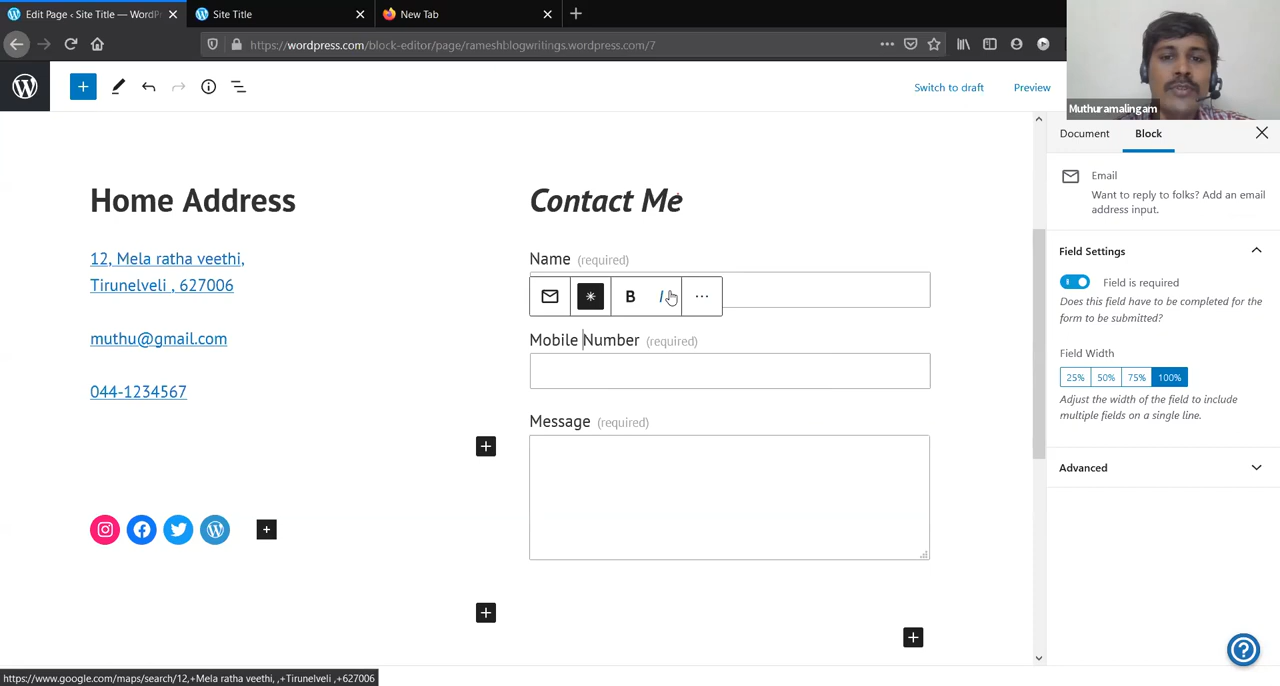 Edit Page ‹ Site Title — WordP
Site Title
New Tab
https://wordpress.com/block-editor/page/rameshblogwritings.wordpress.com/7
Muthuramalingam
Switch to draft
Preview
Document
Block
Email
Want to reply to folks? Add an email
address input.
Field Settings
Field is required
Does this field have to be completed for the
form to be submitted?
Field Width
25% 50% 75% 100%
Adjust the width of the field to include
multiple fields on a single line.
Advanced
Home Address
12, Mela ratha veethi,
Tirunelveli , 627006
muthu@gmail.com
044-1234567
Contact Me
Name (required)
B I
Mobile Number (required)
Message (required)
https://www.google.com/maps/search/12,+Mela ratha veethi, ,+Tirunelveli ,+627006